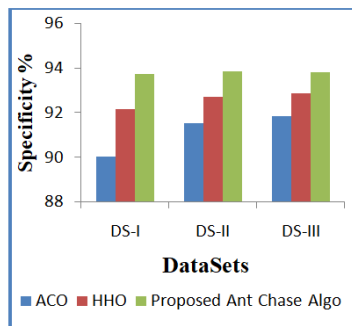 96
94
92
90
88
Specificity %
DS-I DS-II DS-III
DataSets
ACO HHO Proposed Ant Chase Algo